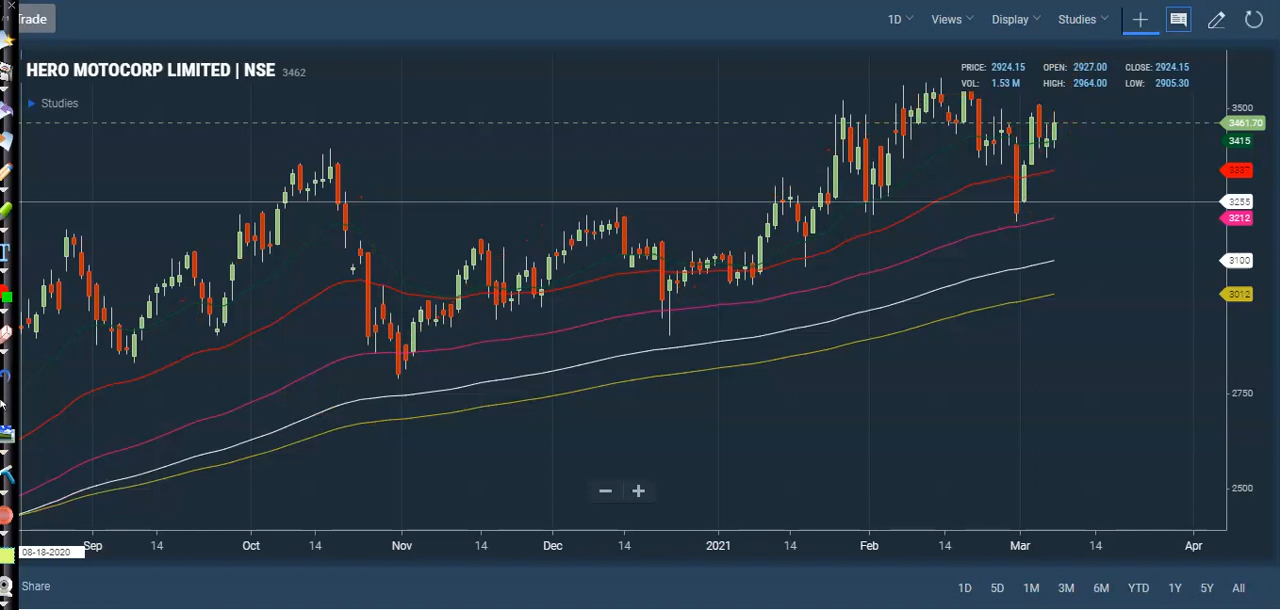 rade
1D Views Display Studies
HERO MOTOCORP LIMITED | NSE 3462
PRICE: 2924.15 OPEN: 2927.00 CLOSE: 2924.15
VOL: 1.53 M HIGH: 2964.00 LOW: 2905.30
Studies
3500
3461.70
3415
3337
3255
3212
3100
3012
2750
2500
08-18-2020
Sep 14 Oct 14 Nov 14 Dec 14 2021 14 Feb 14 Mar 14 Apr
Share
1D 5D 1M 3M 6M YTD 1Y 5Y All